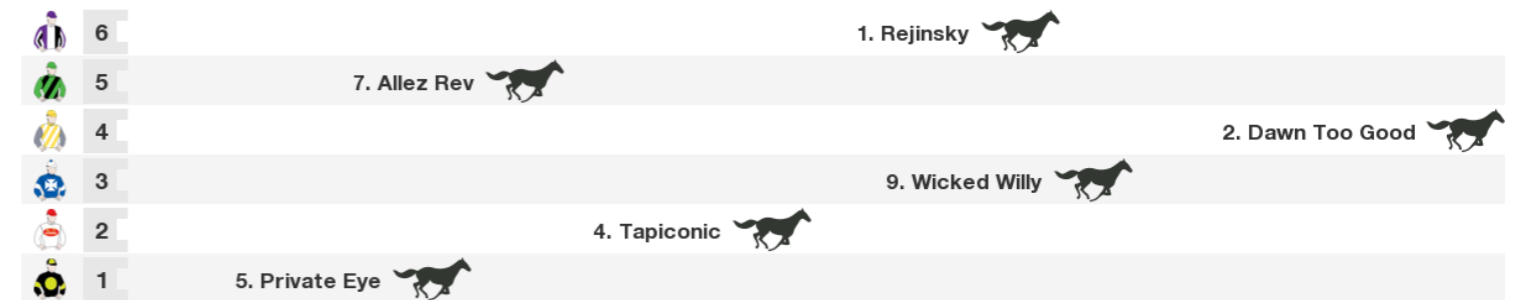 6 1. Rejinsky
5 7. Allez Rev
4 2. Dawn Too Good
3 9. Wicked Willy
2 4. Tapiconic
1 5. Private Eye